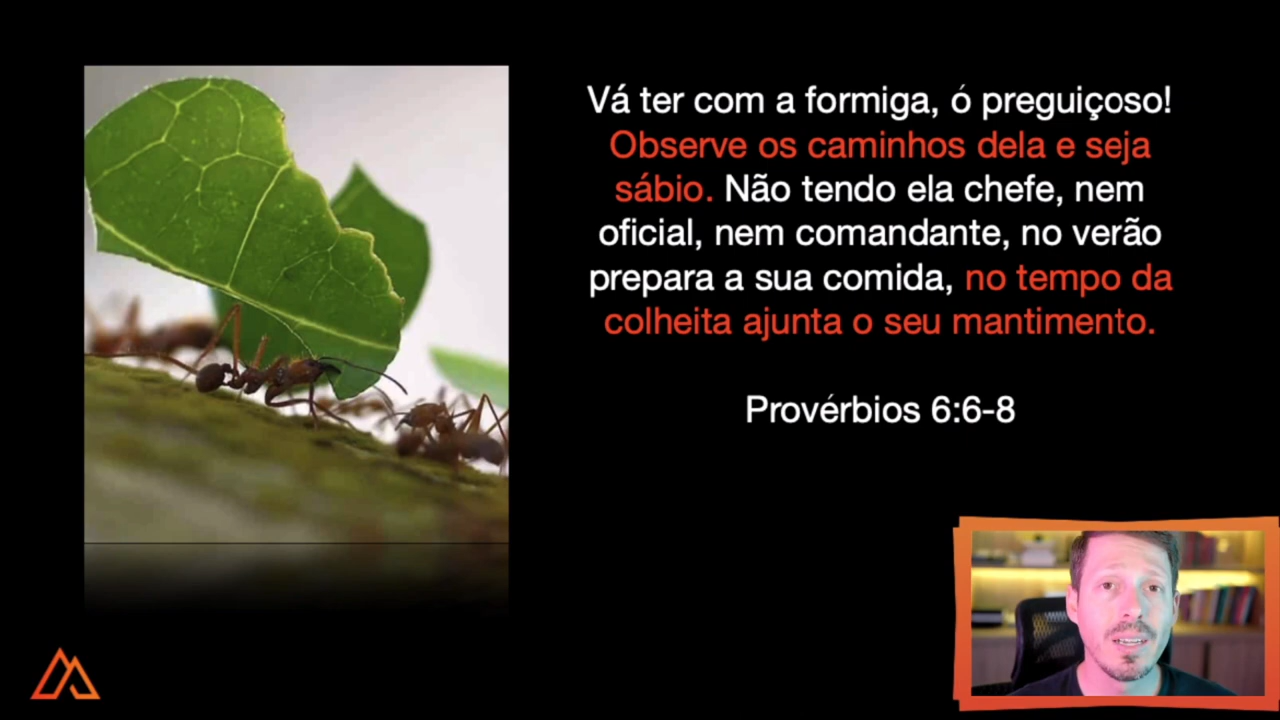 Vá ter com a formiga, ó preguiçoso!
Observe os caminhos dela e seja
sábio. Não tendo ela chefe, nem
oficial, nem comandante, no verão
prepara a sua comida, no tempo da
colheita ajunta o seu mantimento.
Provérbios 6:6-8